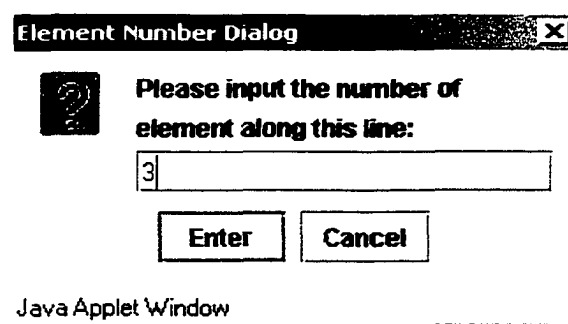 Element Number Dialog
Please input the number of
element along this line:
3
Enter Cancel
Java Applet Window